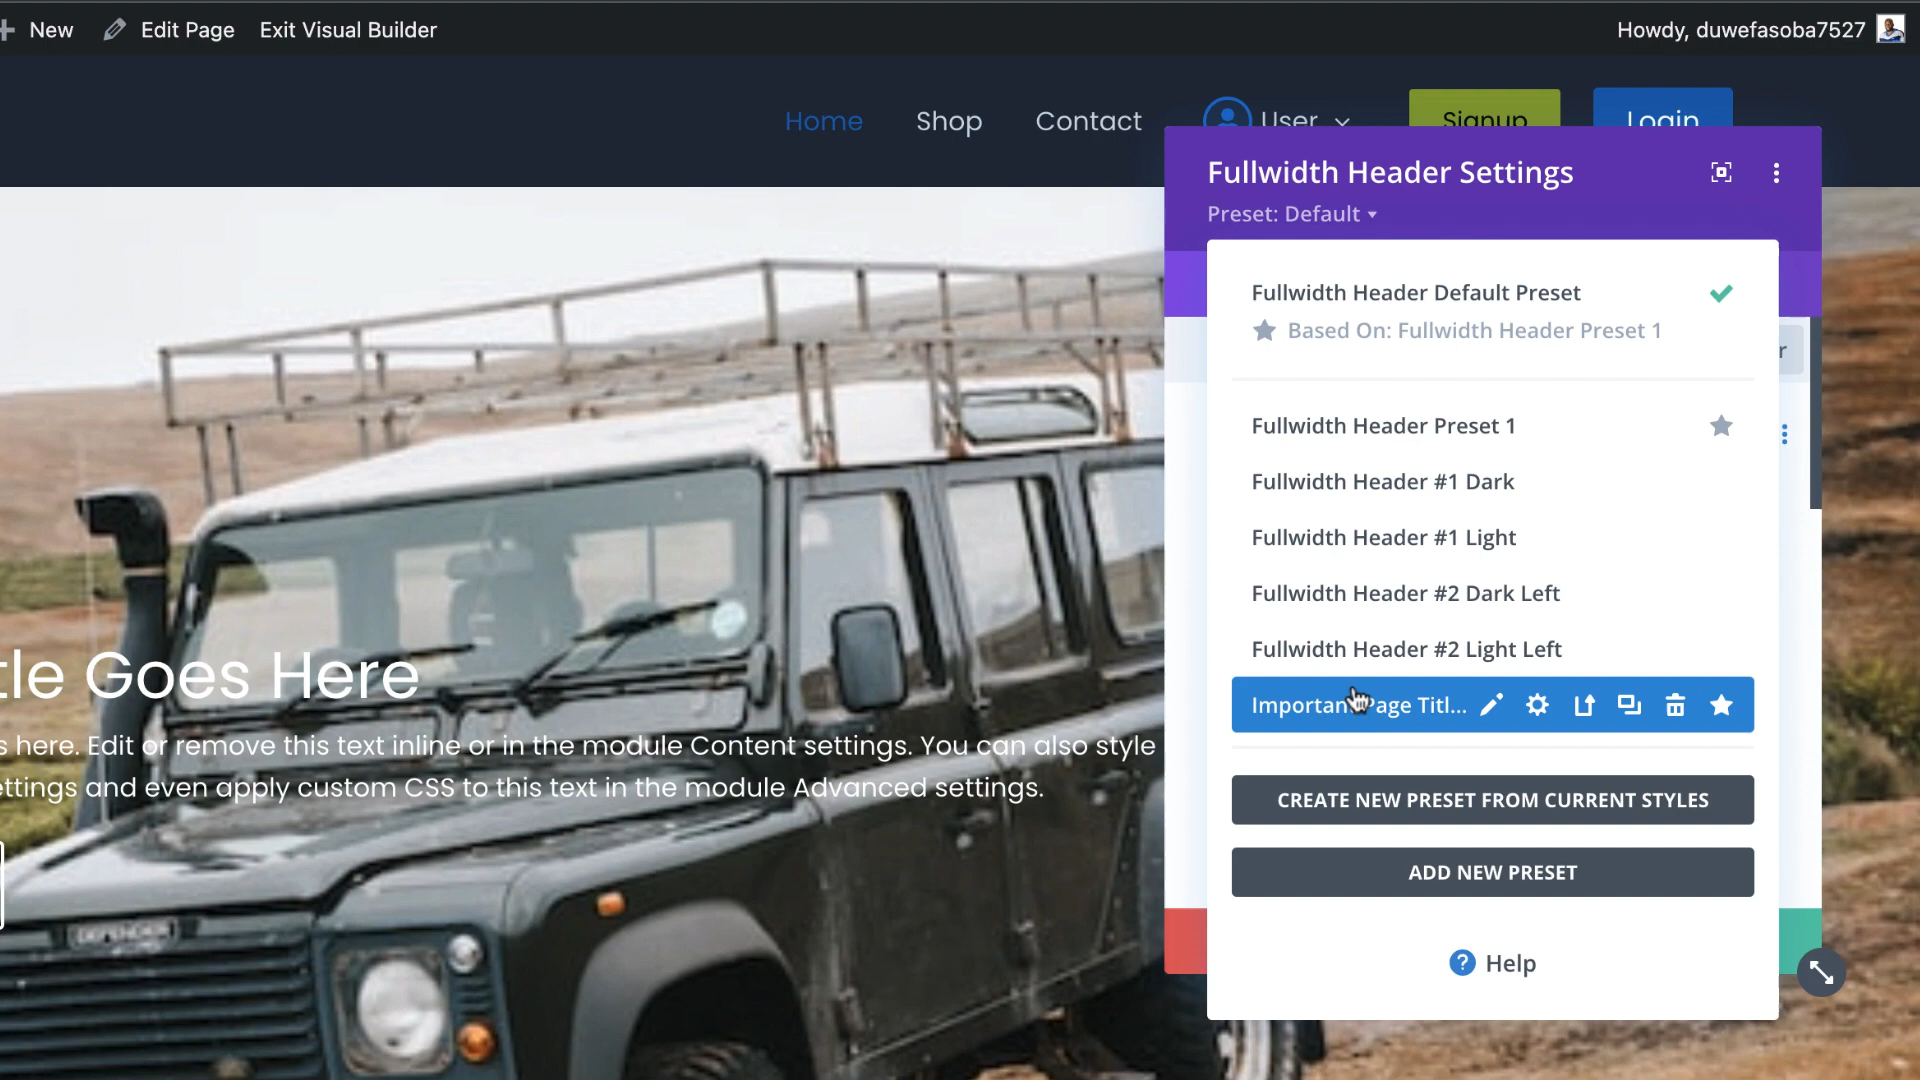 New
Edit Page
Exit Visual Builder
Howdy, duwefasoba7527
Home
Shop
Contact
User
Signup
Login
Fullwidth Header Settings
Preset: Default
Fullwidth Header Default Preset
Based On: Fullwidth Header Preset 1
r
Fullwidth Header Preset 1
Fullwidth Header #1 Dark
Fullwidth Header #1 Light
Fullwidth Header #2 Dark Left
Fullwidth Header #2 Light Left
Important Page Titl...
CREATE NEW PRESET FROM CURRENT STYLES
ADD NEW PRESET
? Help
tle Goes Here
s here. Edit or remove this text inline or in the module Content settings. You can also style
ettings and even apply custom CSS to this text in the module Advanced settings.
DEFENDER